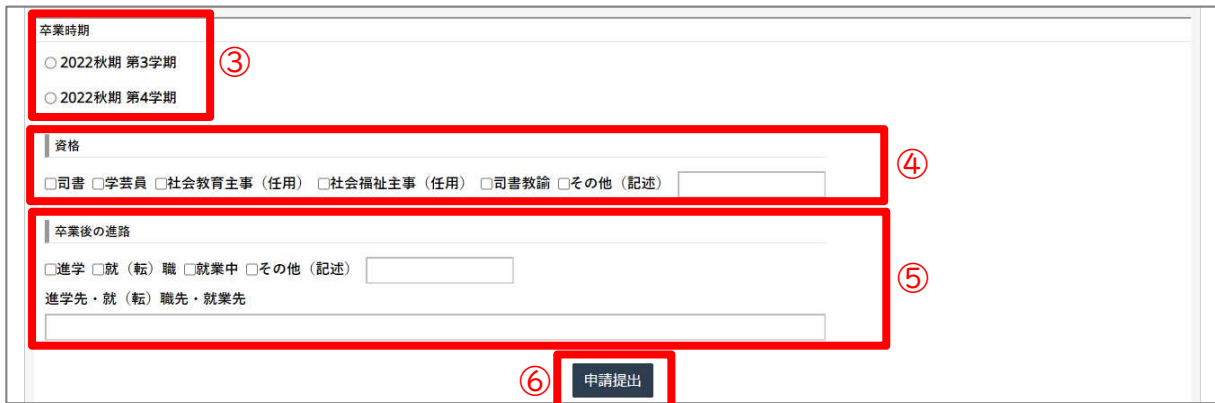 卒業時期
○2022秋期 第3学期
③
○2022秋期 第4学期
資格
④
□司書 □学芸員 □社会教育主事（任用） □社会福祉主事（任用） □司書教諭 □その他（記述）
卒業後の進路
□進学 □就（転）職 □就業中 □その他（記述）
⑤
進学先・就（転）職先・就業先
⑥ 申請提出